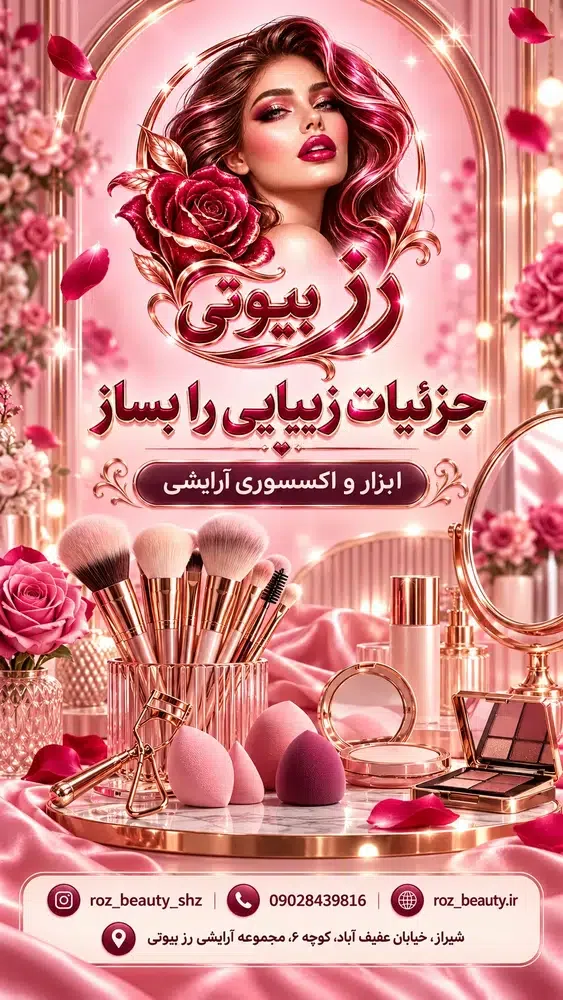 رز بیوتی
جزئیات زیبایی را بساز
ابزار و اکسسوری آرایشی
roz_beauty_shz | 09028439816 | roz_beauty.ir
شیراز، خیابان عفیف آباد، کوچه ۶، مجموعه آرایشی رز بیوتی